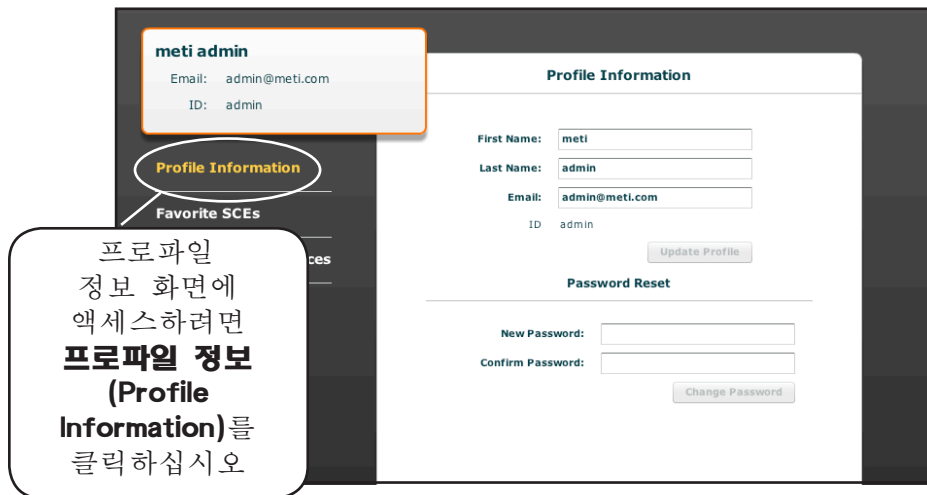 meti admin
Email: admin@meti.com
ID: admin
Profile Information
Favorite SCEs
ces
프로파일
정보 화면에
액세스하려면
프로파일 정보
(Profile
Information)를
클릭하십시오
Profile Information
First Name: meti
Last Name: admin
Email: admin@meti.com
ID admin
Update Profile
Password Reset
New Password:
Confirm Password:
Change Password